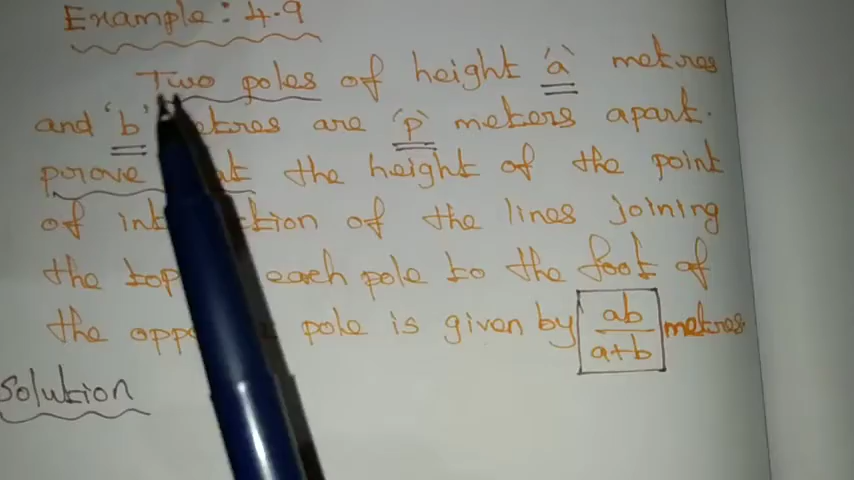 Example: 4.9
Two poles of height 'a' metres
and 'b' metres are 'p' meters apart.
prove the height of the point
of of the lines joining
the each pole to the foot of
the pole is given by ab/a+b metres
Solution